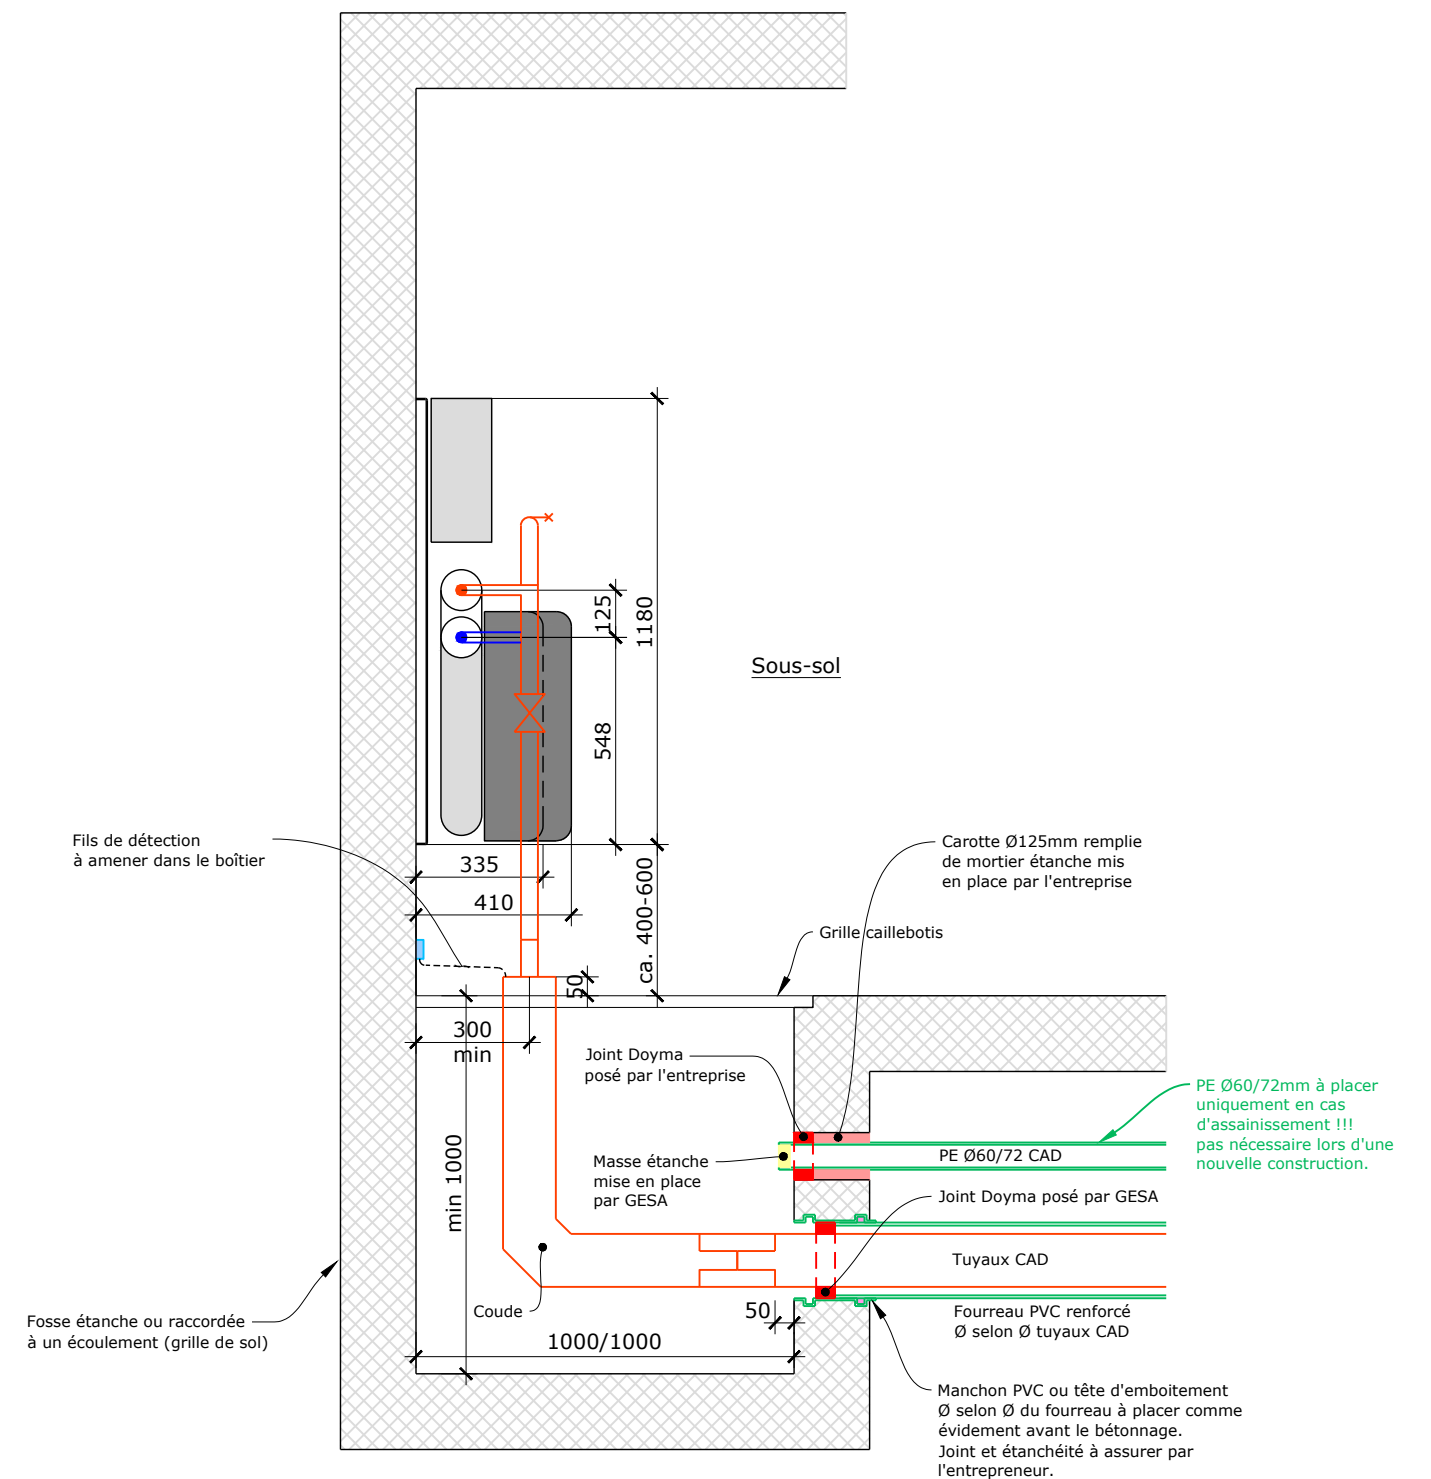 125
1180
Sous-sol
548
Fils de détection
à amener dans le boîtier
335
410
Carotte Ø125mm remplie
de mortier étanche mis
en place par l'entreprise
ca. 400-600
Grille caillebotis
50
300
min
Joint Doyma
posé par l'entreprise
PE Ø60/72mm à placer
uniquement en cas
d'assainissement !!!
pas nécessaire lors d'une
nouvelle construction.
min 1000
Masse étanche
mise en place
par GESA
PE Ø60/72 CAD
Joint Doyma posé par GESA
Tuyaux CAD
Coude
50
Fourreau PVC renforcé
Ø selon Ø tuyaux CAD
Fosse étanche ou raccordée
à un écoulement (grille de sol)
1000/1000
Manchon PVC ou tête d'emboitement
Ø selon Ø du fourreau à placer comme
évidement avant le bétonnage.
Joint et étanchéité à assurer par
l'entrepreneur.